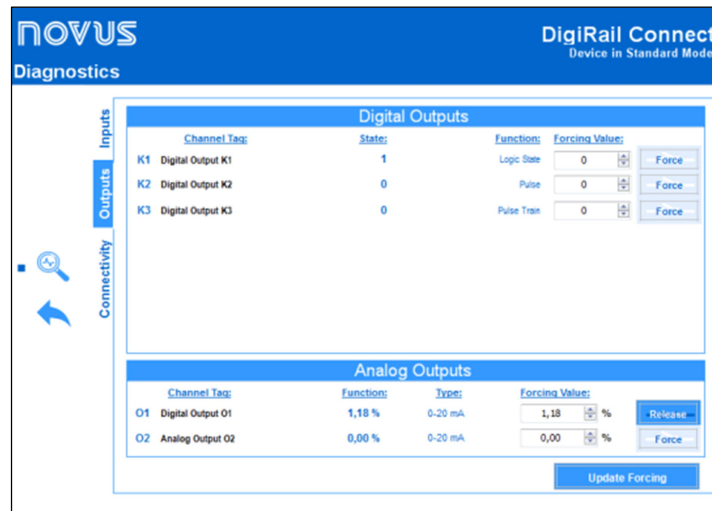 novus
DigiRail Connect
Device in Standard Mode
Diagnostics
Inputs
Outputs
Connectivity
Digital Outputs
Channel Tag: State: Function: Forcing Value:
K1 Digital Output K1 1 Logic State 0 Force
K2 Digital Output K2 0 Pulse 0 Force
K3 Digital Output K3 0 Pulse Train 0 Force
Analog Outputs
Channel Tag: Function: Type: Forcing Value:
O1 Digital Output O1 1,18 % 0-20 mA 1,18 % Release
O2 Analog Output O2 0,00 % 0-20 mA 0,00 % Force
Update Forcing